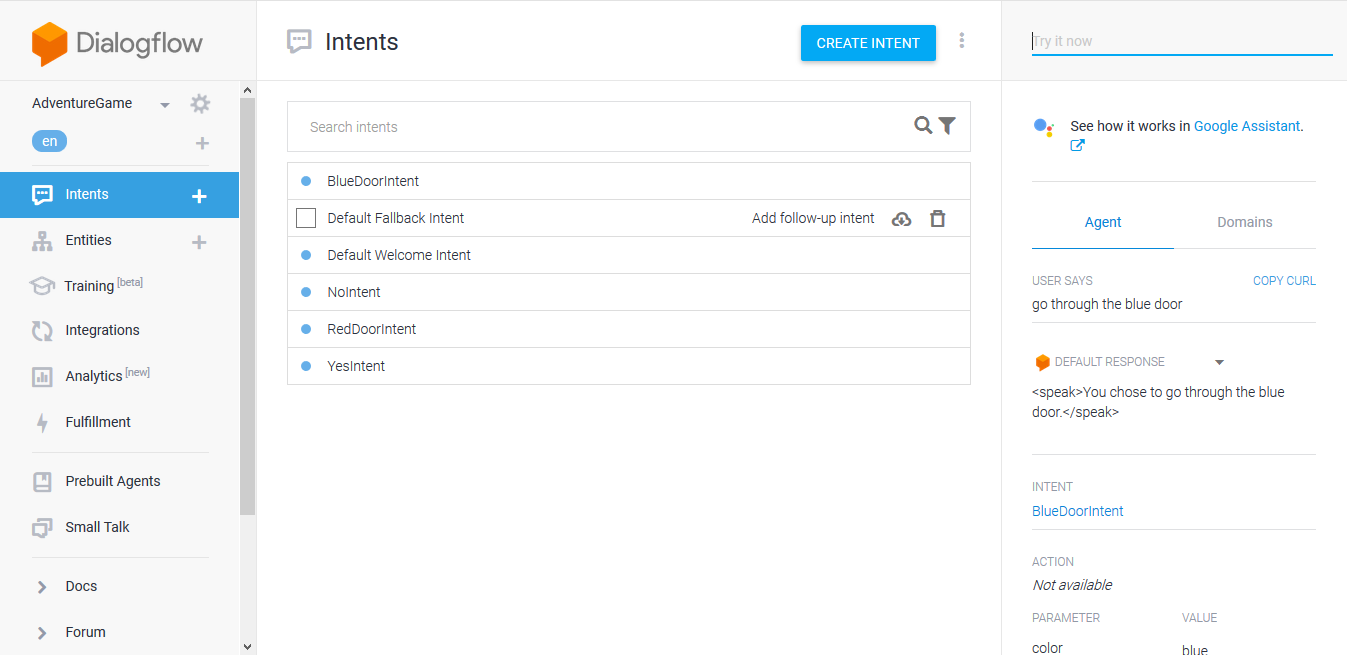 Dialogflow
AdventureGame
en
Intents
Entities
Training [beta]
Integrations
Analytics [new]
Fulfillment
Prebuilt Agents
Small Talk
Docs
Forum
Intents
CREATE INTENT
Search intents
BlueDoorIntent
Default Fallback Intent
Add follow-up intent
Default Welcome Intent
NoIntent
RedDoorIntent
YesIntent
Try it now
See how it works in Google Assistant.
Agent Domains
USER SAYS COPY CURL
go through the blue door
DEFAULT RESPONSE
<speak>You chose to go through the blue
door.</speak>
INTENT
BlueDoorIntent
ACTION
Not available
PARAMETER VALUE
color blue